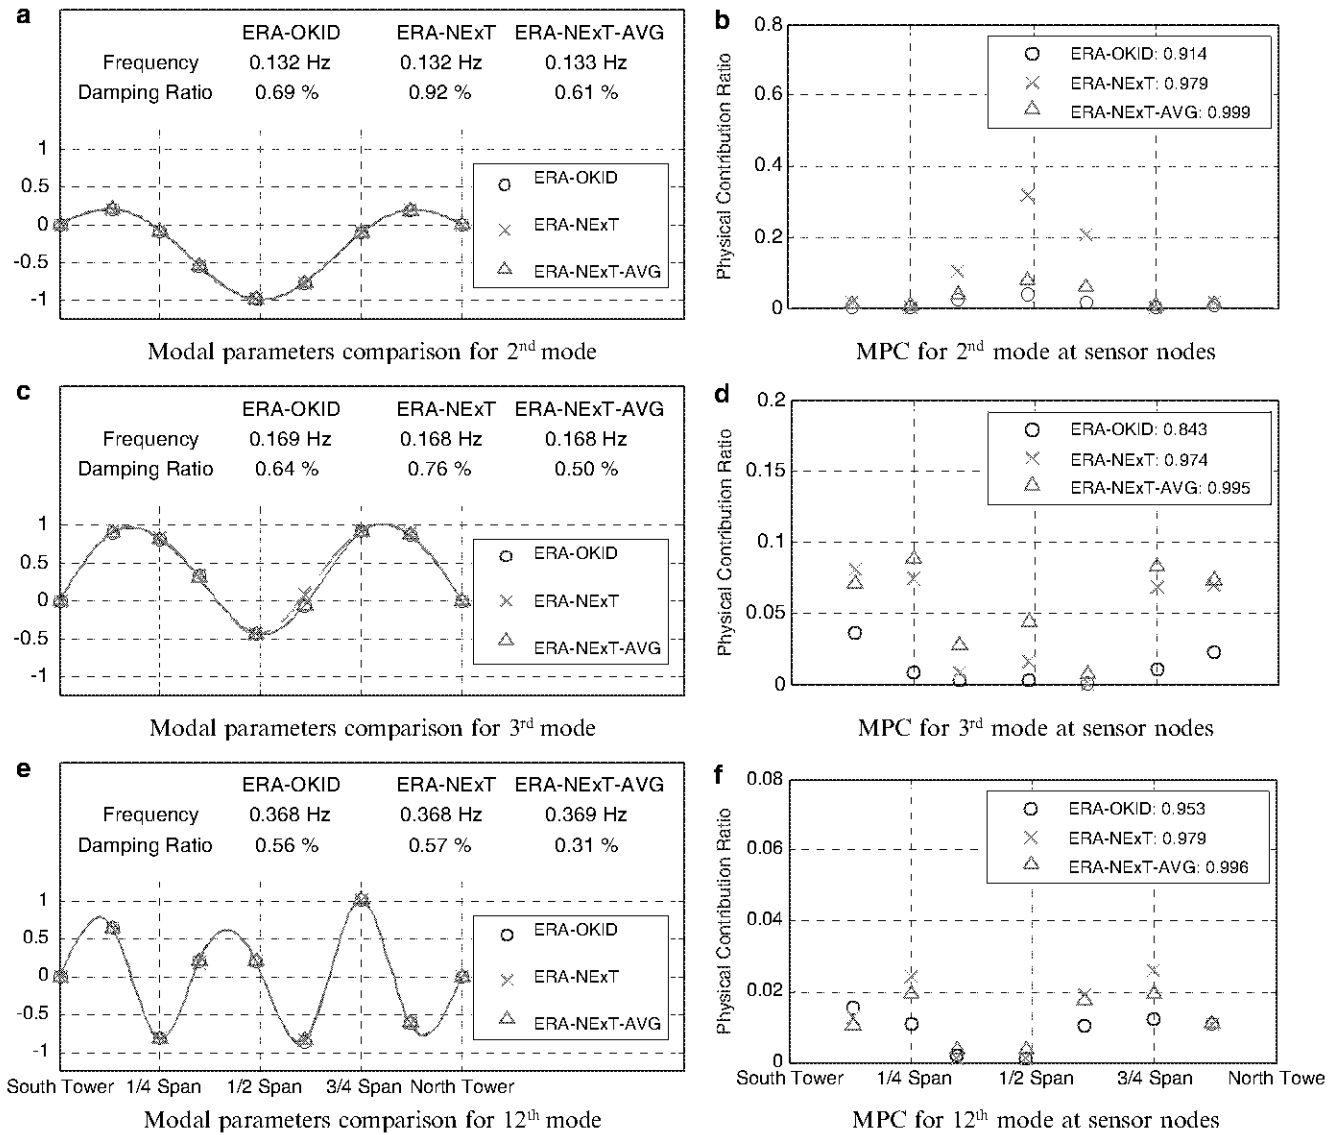 a
ERA-OKID ERA-NExT ERA-NExT-AVG
Frequency 0.132 Hz 0.132 Hz 0.133 Hz
Damping Ratio 0.69 % 0.92 % 0.61 %
1
0.5
0
-0.5
-1
ERA-OKID
ERA-NExT
ERA-NExT-AVG
Modal parameters comparison for 2nd mode
b
Physical Contribution Ratio
0.8
0.6
0.4
0.2
0
ERA-OKID: 0.914
ERA-NExT: 0.979
ERA-NExT-AVG: 0.999
MPC for 2nd mode at sensor nodes
c
ERA-OKID ERA-NExT ERA-NExT-AVG
Frequency 0.169 Hz 0.168 Hz 0.168 Hz
Damping Ratio 0.64 % 0.76 % 0.50 %
1
0.5
0
-0.5
-1
ERA-OKID
ERA-NExT
ERA-NExT-AVG
Modal parameters comparison for 3rd mode
d
Physical Contribution Ratio
0.2
0.15
0.1
0.05
0
ERA-OKID: 0.843
ERA-NExT: 0.974
ERA-NExT-AVG: 0.995
MPC for 3rd mode at sensor nodes
e
ERA-OKID ERA-NExT ERA-NExT-AVG
Frequency 0.368 Hz 0.368 Hz 0.369 Hz
Damping Ratio 0.56 % 0.57 % 0.31 %
1
0.5
0
-0.5
-1
ERA-OKID
ERA-NExT
ERA-NExT-AVG
South Tower 1/4 Span 1/2 Span 3/4 Span North Tower
Modal parameters comparison for 12th mode
f
Physical Contribution Ratio
0.08
0.06
0.04
0.02
0
ERA-OKID: 0.953
ERA-NExT: 0.979
ERA-NExT-AVG: 0.996
South Tower 1/4 Span 1/2 Span 3/4 Span North Towe
MPC for 12th mode at sensor nodes